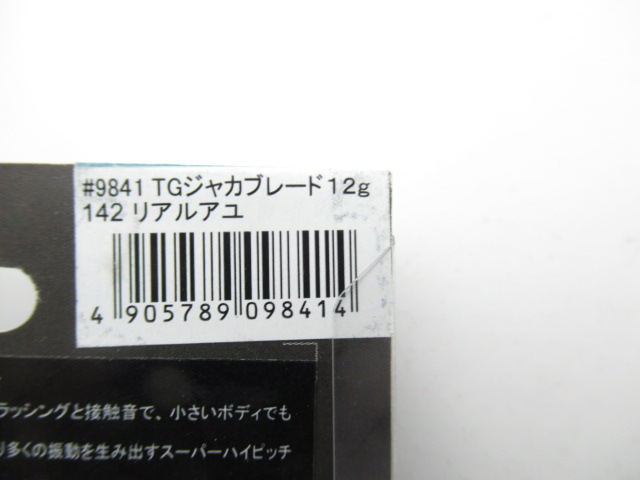 #9841 TGジャカブレード12g
142 リアルアユ
4 905789 098414
ラッシングと接触音で、小さいボディでも
り多くの振動を生み出すスーパーハイピッチ